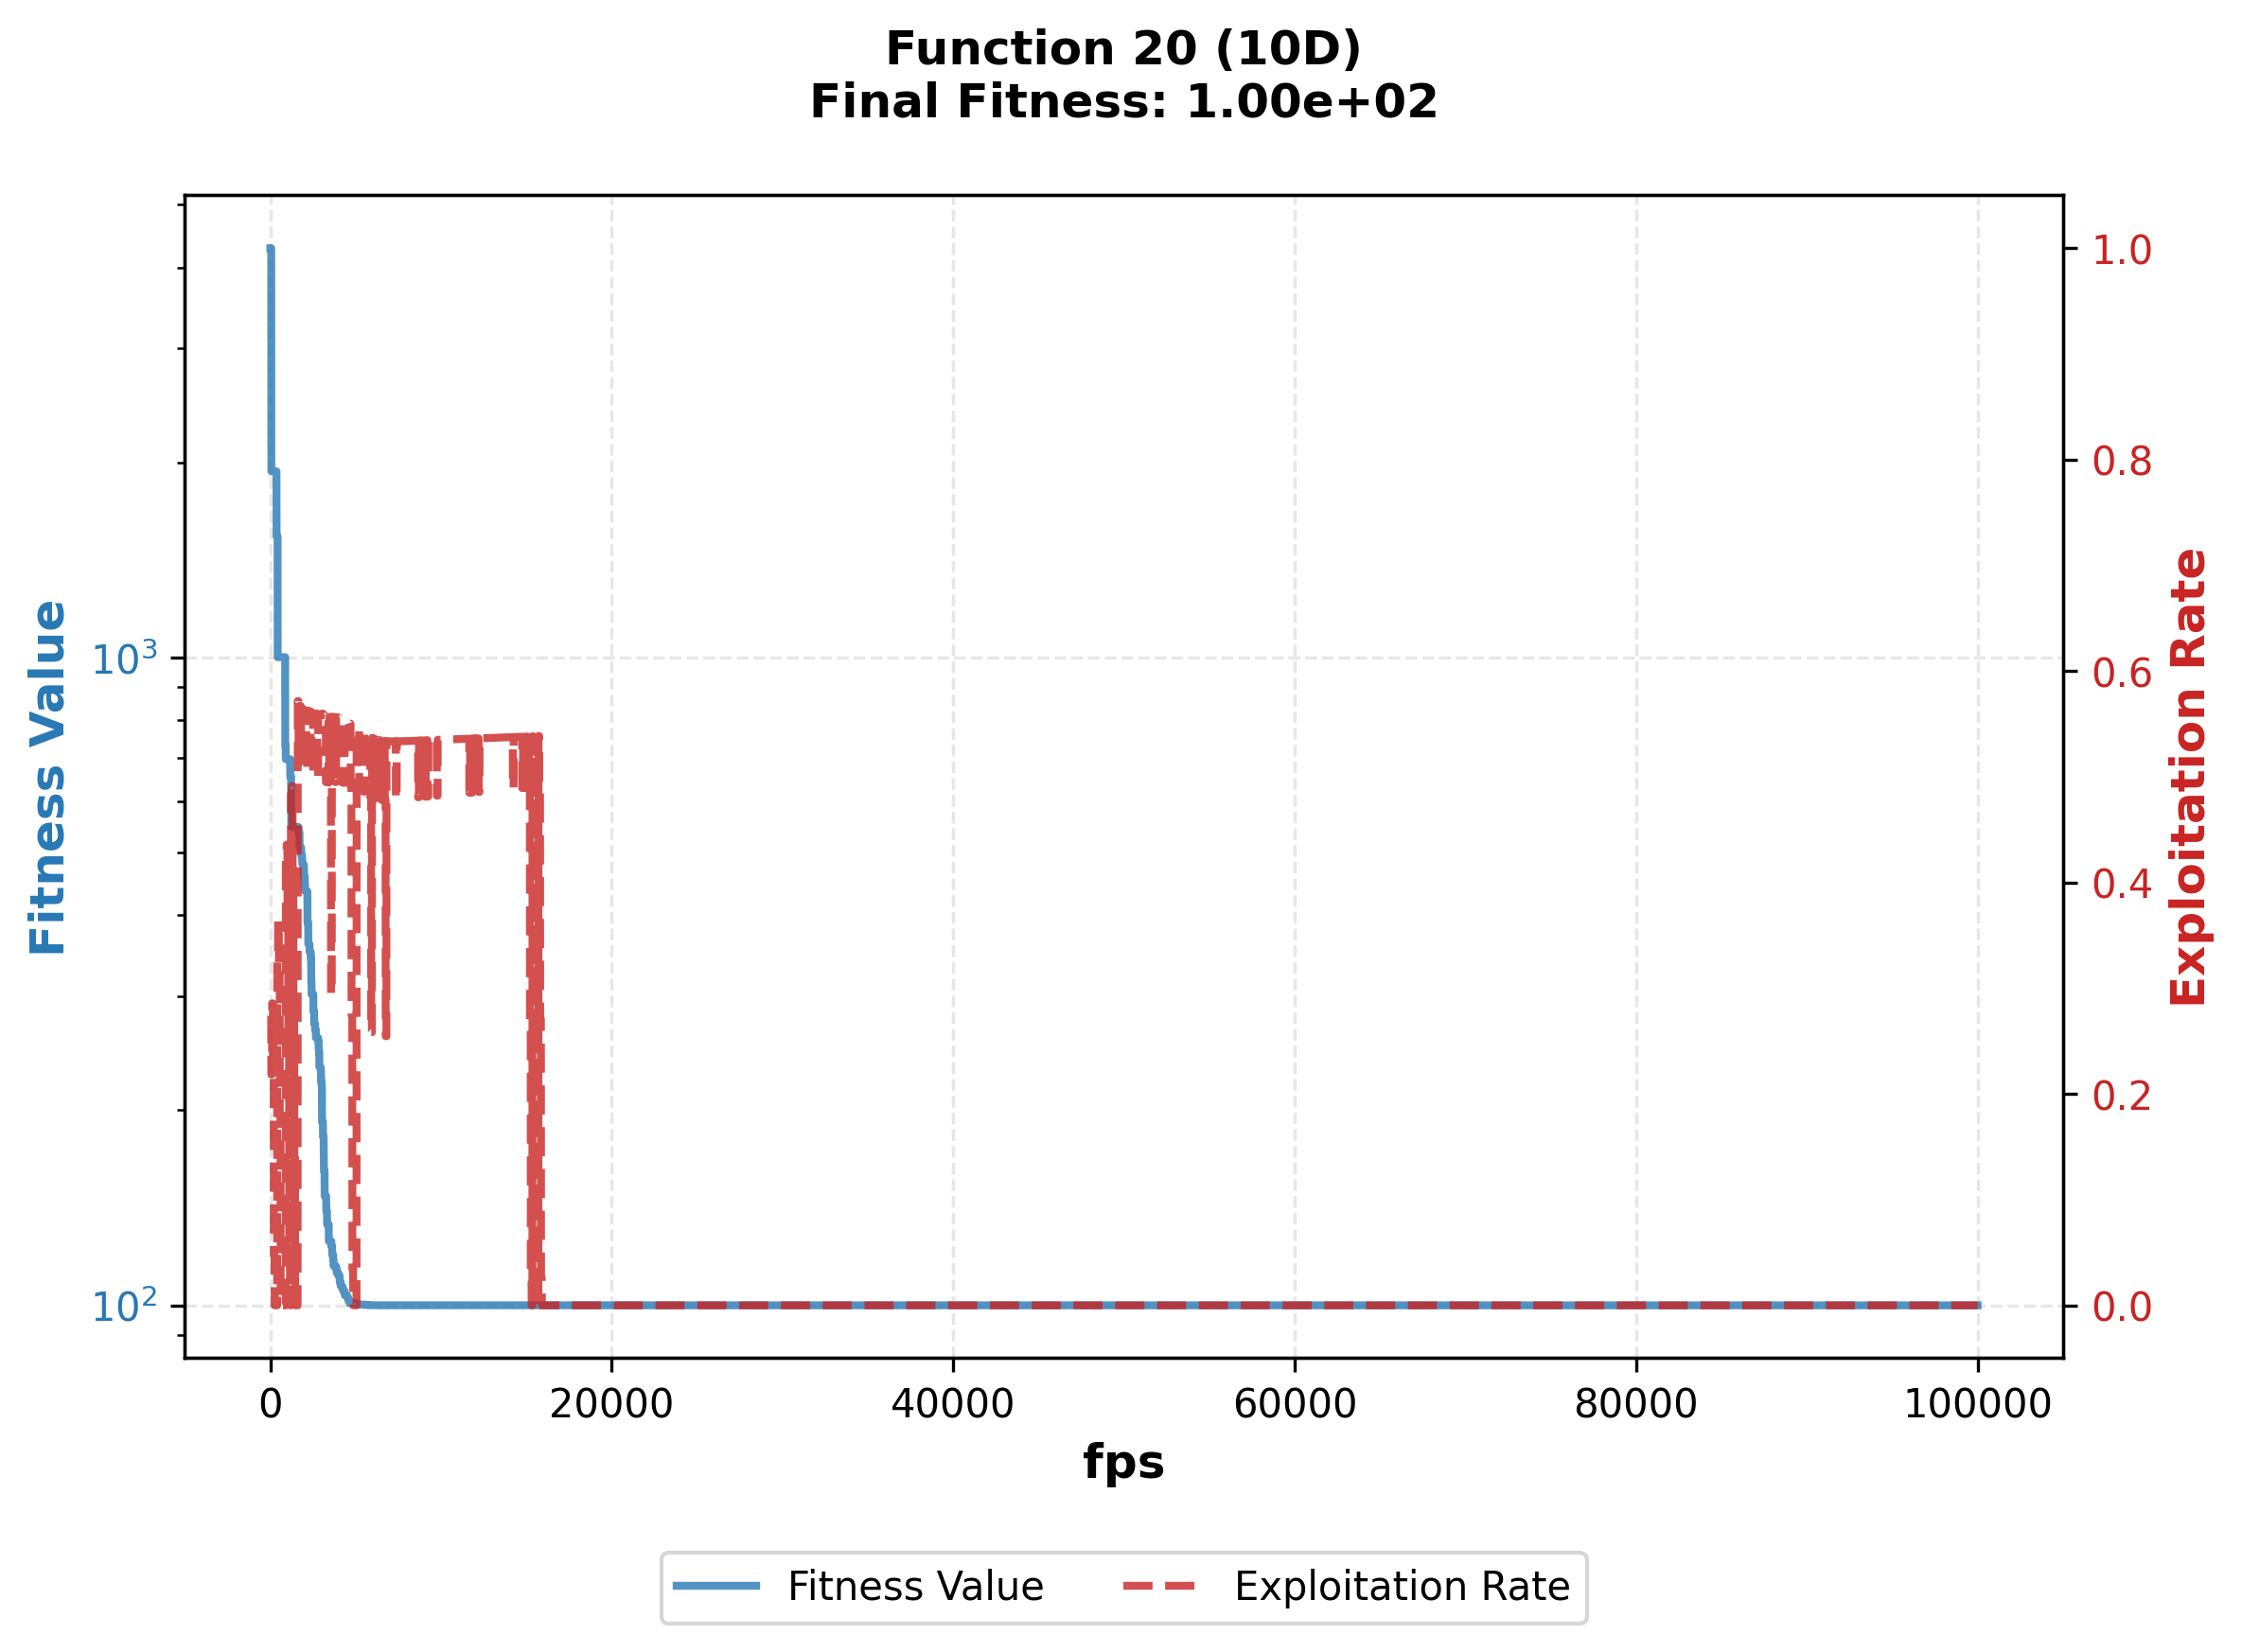 Function 20 (10D)
Final Fitness: 1.00e+02
Fitness Value
10³
10²
1.0
0.8
0.6
0.4
0.2
0.0
Exploitation Rate
0 20000 40000 60000 80000 100000
fps
Fitness Value Exploitation Rate